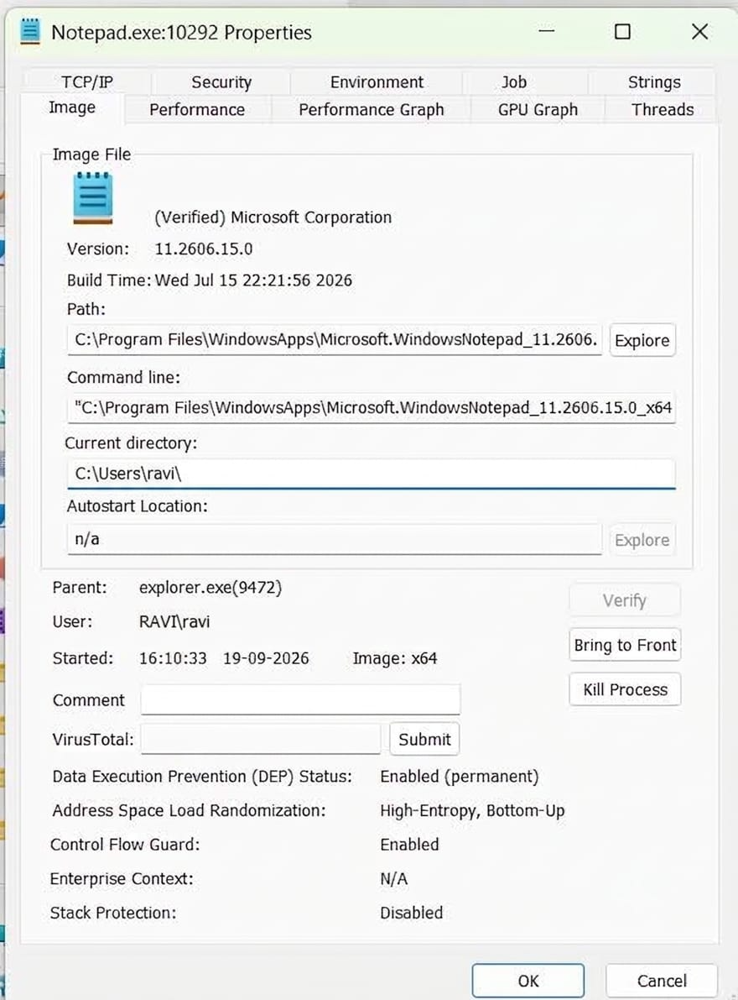 Notepad.exe:10292 Properties
TCP/IP Security Environment Job Strings
Image Performance Performance Graph GPU Graph Threads
Image File
(Verified) Microsoft Corporation
Version: 11.2606.15.0
Build Time: Wed Jul 15 22:21:56 2026
Path:
C:\Program Files\WindowsApps\Microsoft.WindowsNotepad_11.2606. Explore
Command line:
"C:\Program Files\WindowsApps\Microsoft.WindowsNotepad_11.2606.15.0_x64
Current directory:
C:\Users\ravi\
Autostart Location:
n/a Explore
Parent: explorer.exe(9472)
Verify
User: RAVI\ravi
Bring to Front
Started: 16:10:33 19-09-2026 Image: x64
Kill Process
Comment
VirusTotal: Submit
Data Execution Prevention (DEP) Status: Enabled (permanent)
Address Space Load Randomization: High-Entropy, Bottom-Up
Control Flow Guard: Enabled
Enterprise Context: N/A
Stack Protection: Disabled
OK Cancel